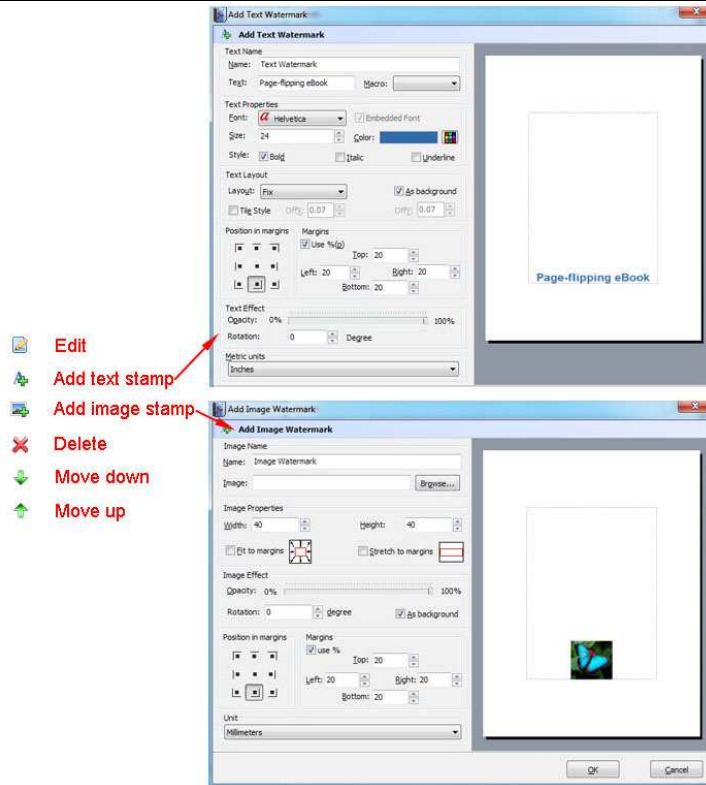 Add Text Watermark
Add Text Watermark
Text Name
Name: Text Watermark
Text: Page-flipping eBook Macro:
Text Properties
Font: a Helvetica Embedded Font
Size: 24 Color:
Style: Bold Italic Underline
Text Layout
Layout: Fix As background
Tile Style 0.07 0.07
Position in margins Margins
Use %(p)
Top: 20
Left: 20 Right: 20
Bottom: 20
Text Effect
Opacity: 0% 100%
Rotation: 0 Degree
Metric units
Inches
Page-flipping eBook
Edit
Add text stamp
Add image stamp
Delete
Move down
Move up
Add Image Watermark
Add Image Watermark
Image Name
Name: Image Watermark
Image: Browse...
Image Properties
Width: 40 Height: 40
Fit to margins Stretch to margins
Image Effect
Opacity: 0% 100%
Rotation: 0 degree As background
Position in margins Margins
use %
Top: 20
Left: 20 Right: 20
Bottom: 20
Unit
Millimeters
OK Cancel